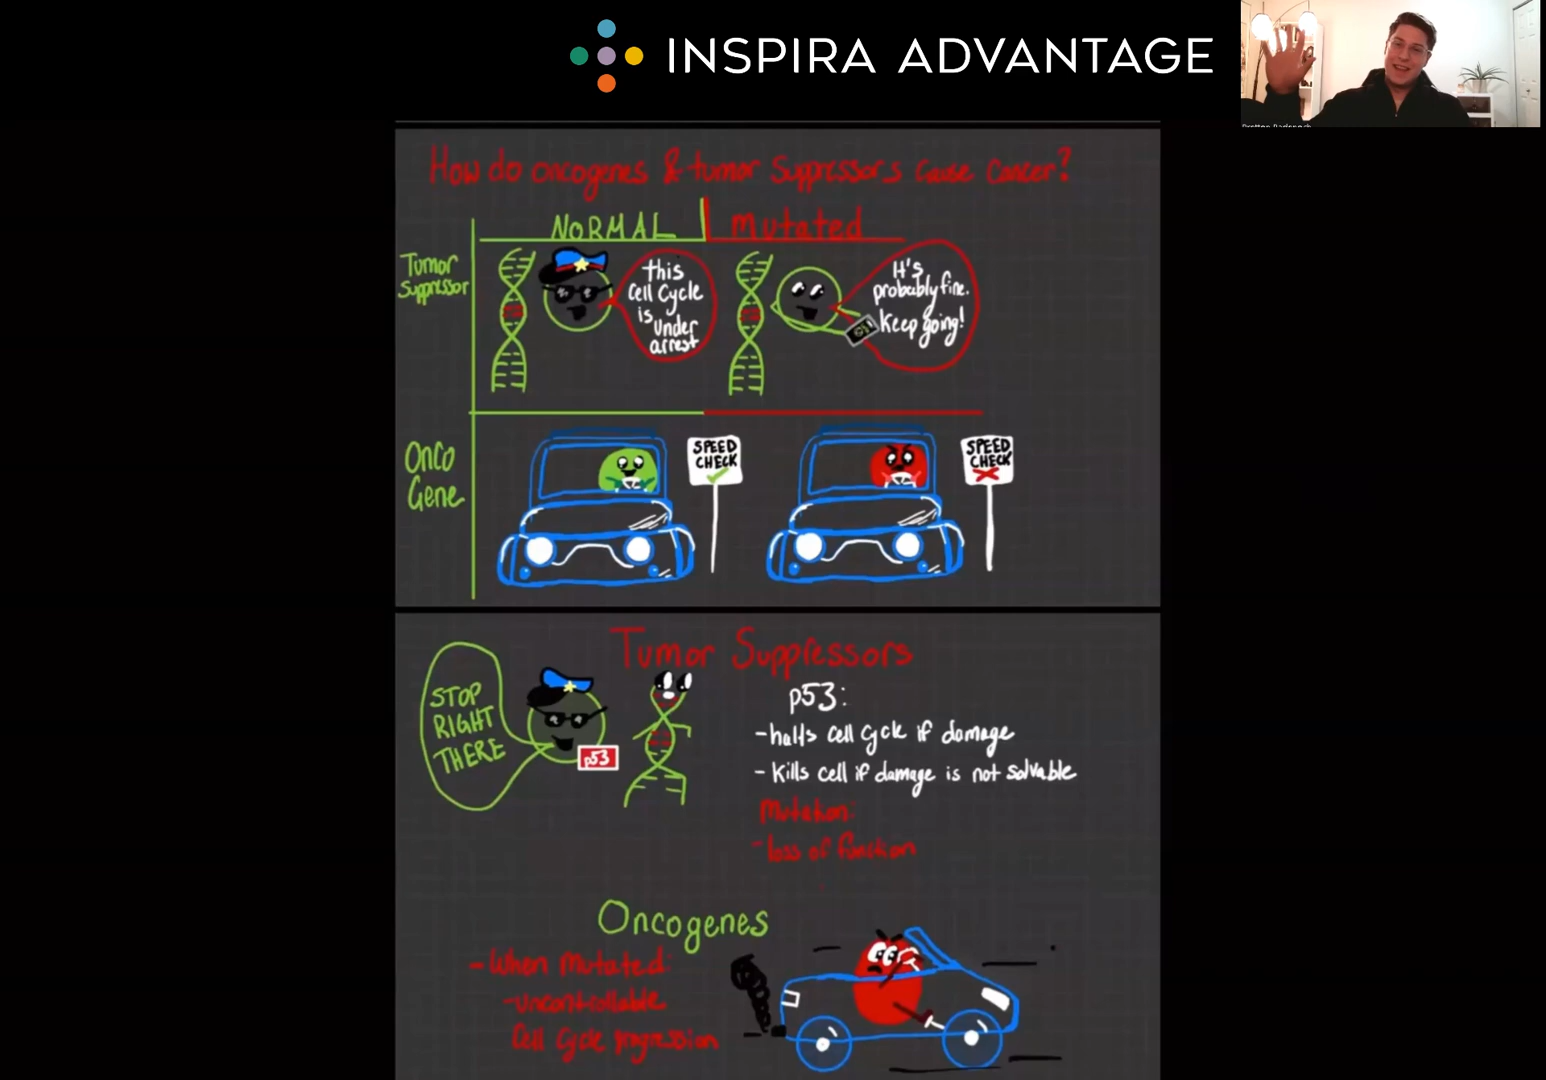 INSPIRA ADVANTAGE
How do oncogenes & tumor suppressors cause cancer?
NORMAL
Mutated
Tumor
Suppressor
this
Cell Cycle
is
under
arrest
It's
probably fine.
Keep going!
Onco
Gene
SPEED
CHECK
SPEED
CHECK
Tumor Suppressors
STOP
RIGHT
THERE
p53
p53:
-halts cell cycle if damage
- Kills cell if damage is not solvable
Mutation:
-loss of function
Oncogenes
-When Mutated:
-uncontrollable
Cell Cycle progression